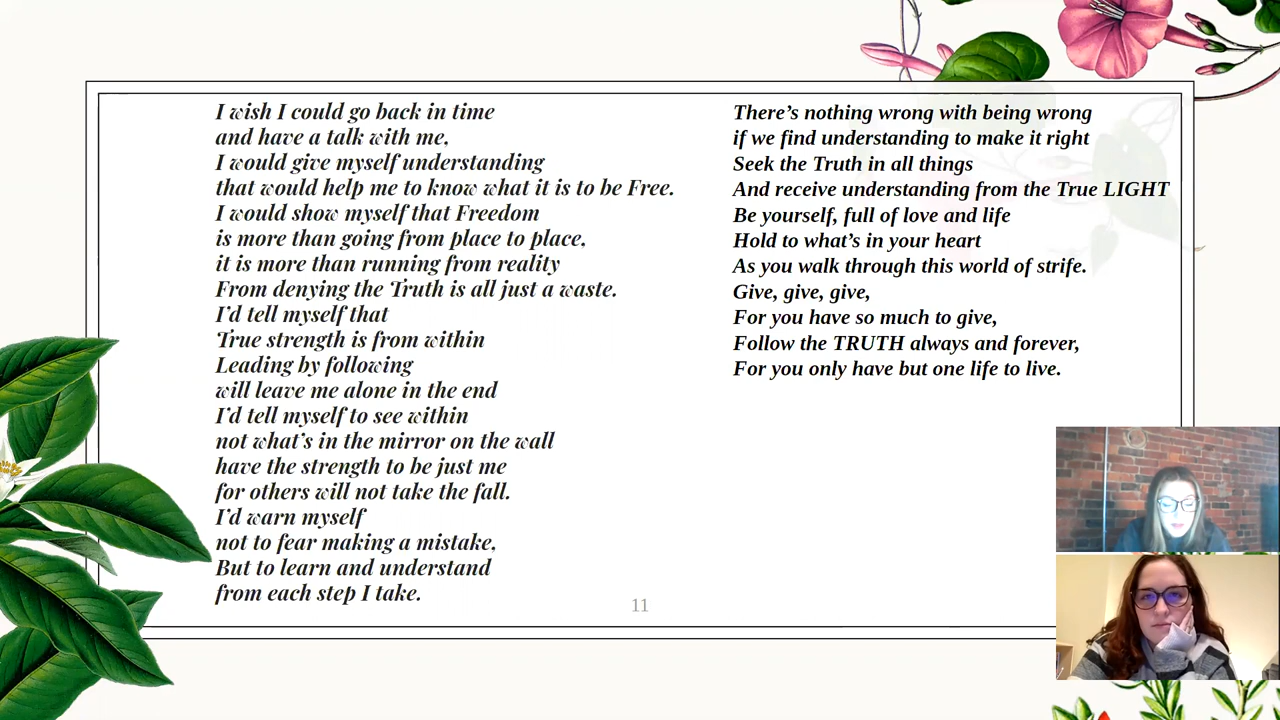 I wish I could go back in time
and have a talk with me,
I would give myself understanding
that would help me to know what it is to be Free.
I would show myself that Freedom
is more than going from place to place,
it is more than running from reality
From denying the Truth is all just a waste.
I'd tell myself that
True strength is from within
Leading by following
will leave me alone in the end
I'd tell myself to see within
not what's in the mirror on the wall
have the strength to be just me
for others will not take the fall.
I'd warn myself
not to fear making a mistake,
But to learn and understand
from each step I take.
There's nothing wrong with being wrong
if we find understanding to make it right
Seek the Truth in all things
And receive understanding from the True LIGHT
Be yourself, full of love and life
Hold to what's in your heart
As you walk through this world of strife.
Give, give, give,
For you have so much to give,
Follow the TRUTH always and forever,
For you only have but one life to live.
11